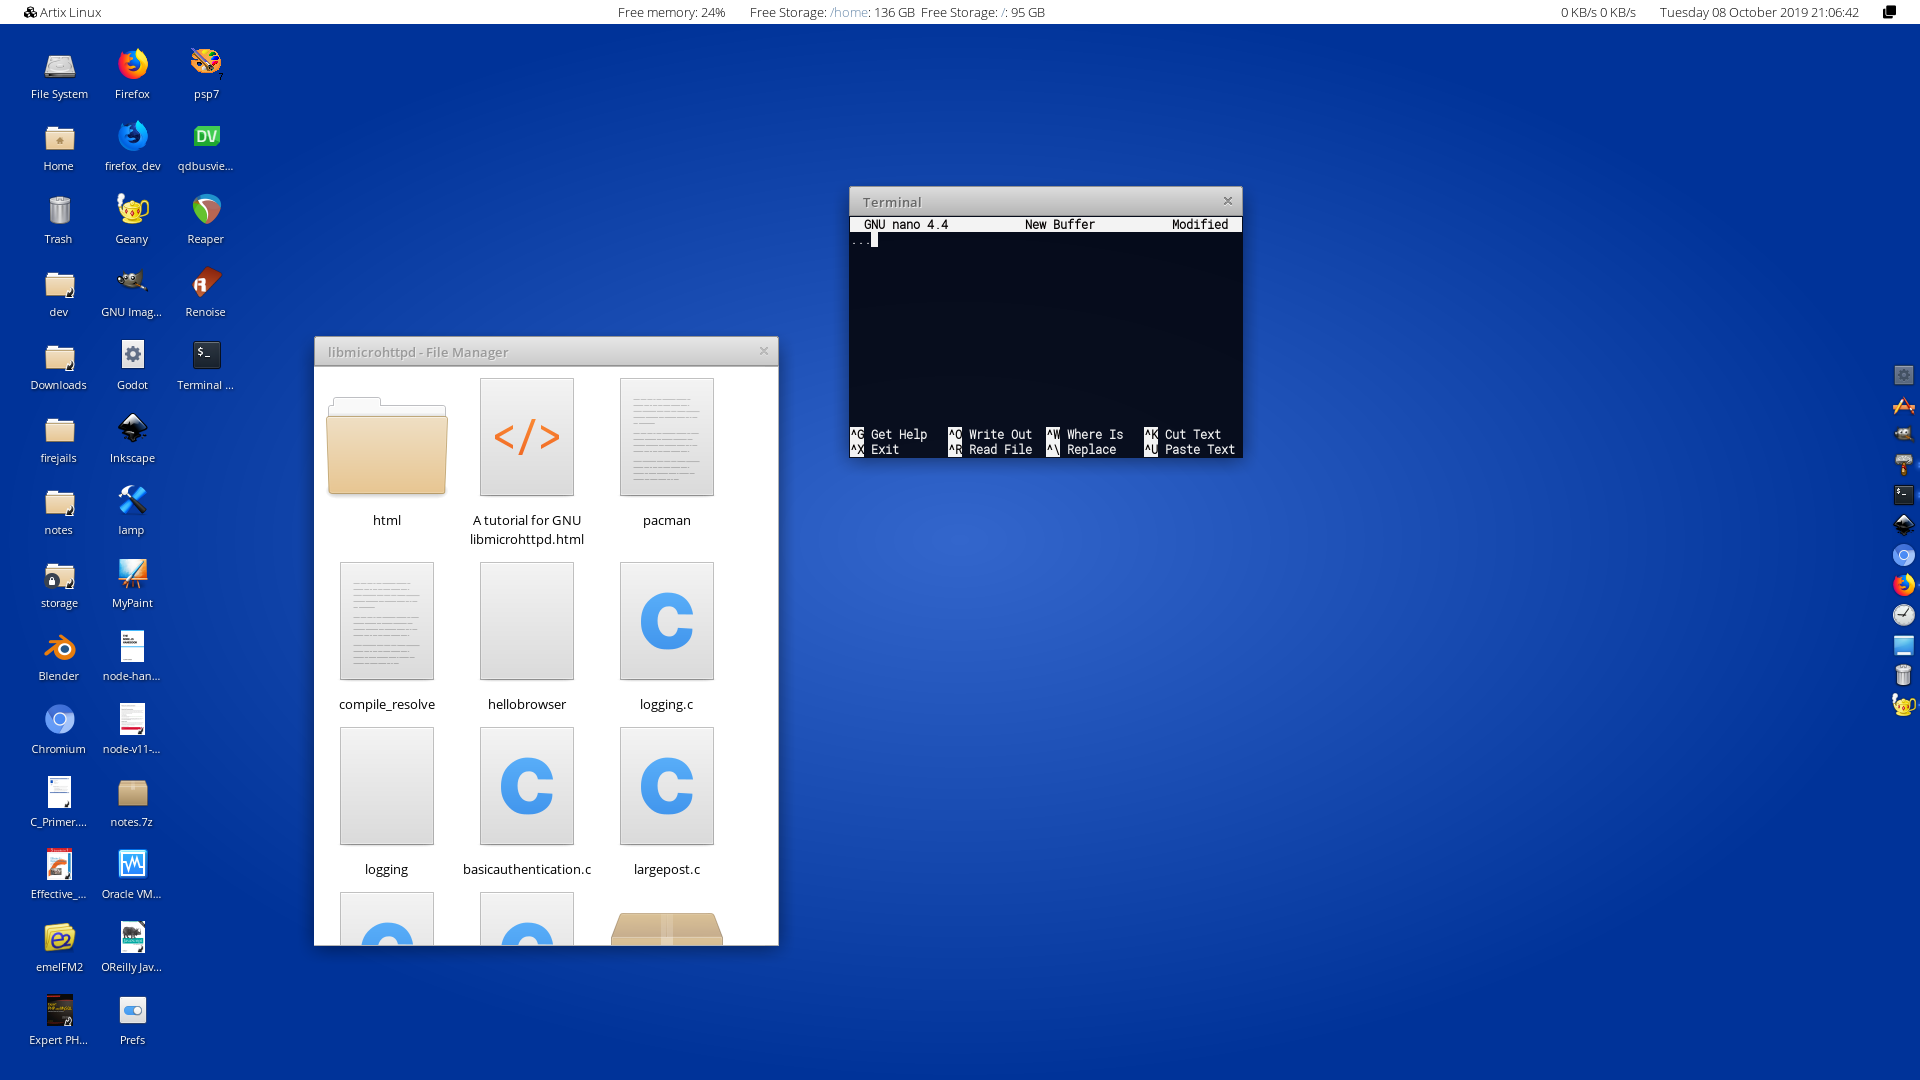 Artix Linux
Free memory: 24% Free Storage: /home: 136 GB Free Storage: /: 95 GB
0 KB/s 0 KB/s Tuesday 08 October 2019 21:06:42
File System
Firefox
psp7
Home
firefox_dev
qdbusvie...
Trash
Geany
Reaper
dev
GNU Imag...
Renoise
Downloads
Godot
Terminal ...
firejails
Inkscape
notes
lamp
storage
MyPaint
Blender
node-han...
Chromium
node-v11-...
C_Primer....
notes.7z
Effective_...
Oracle VM...
emelFM2
OReilly Jav...
Expert PH...
Prefs
DV
$_
libmicrohttpd - File Manager
html
A tutorial for GNU
libmicrohttpd.html
pacman
compile_resolve
hellobrowser
logging.c
logging
basicauthentication.c
largepost.c
Terminal
GNU nano 4.4 New Buffer Modified
...
^G Get Help ^O Write Out ^W Where Is ^K Cut Text
^X Exit ^R Read File ^\ Replace ^U Paste Text